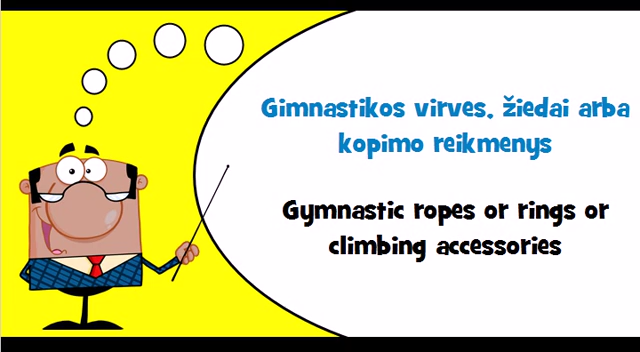 Gimnastikos virvės, žiedai arba
kopimo reikmenys
Gymnastic ropes or rings or
climbing accessories